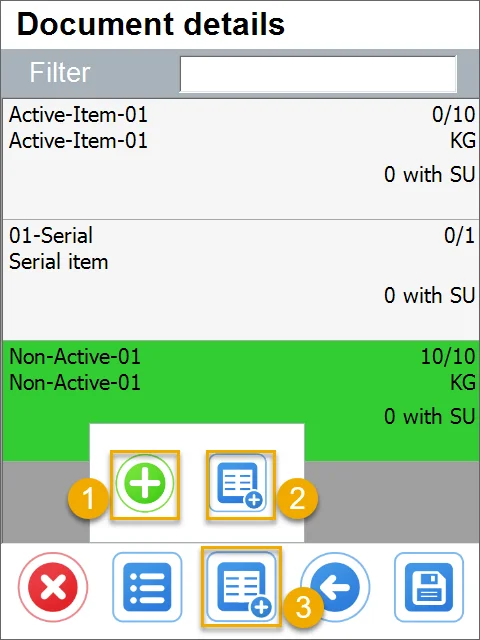 Document details
Filter
Active-Item-01 0/10
Active-Item-01 KG
0 with SU
01-Serial 0/1
Serial item
0 with SU
Non-Active-01 10/10
Non-Active-01 KG
0 with SU
1
2
3